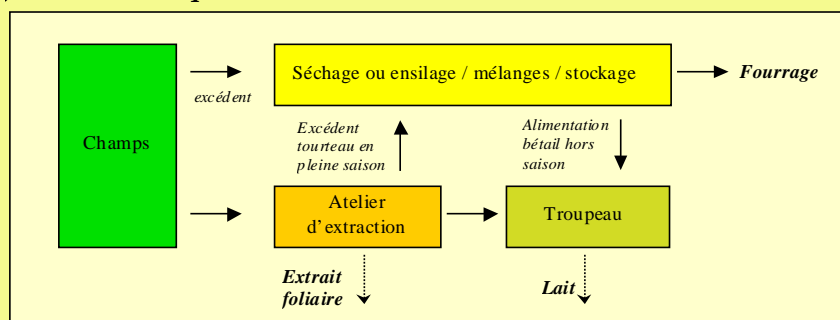 Séchage ou ensilage / mélanges / stockage
Fourrage
excédent
Champs
Excédent
tourteau en
pleine saison
Alimentation
bétail hors
saison
Atelier
d'extraction
Troupeau
Extrait
foliaire
Lait